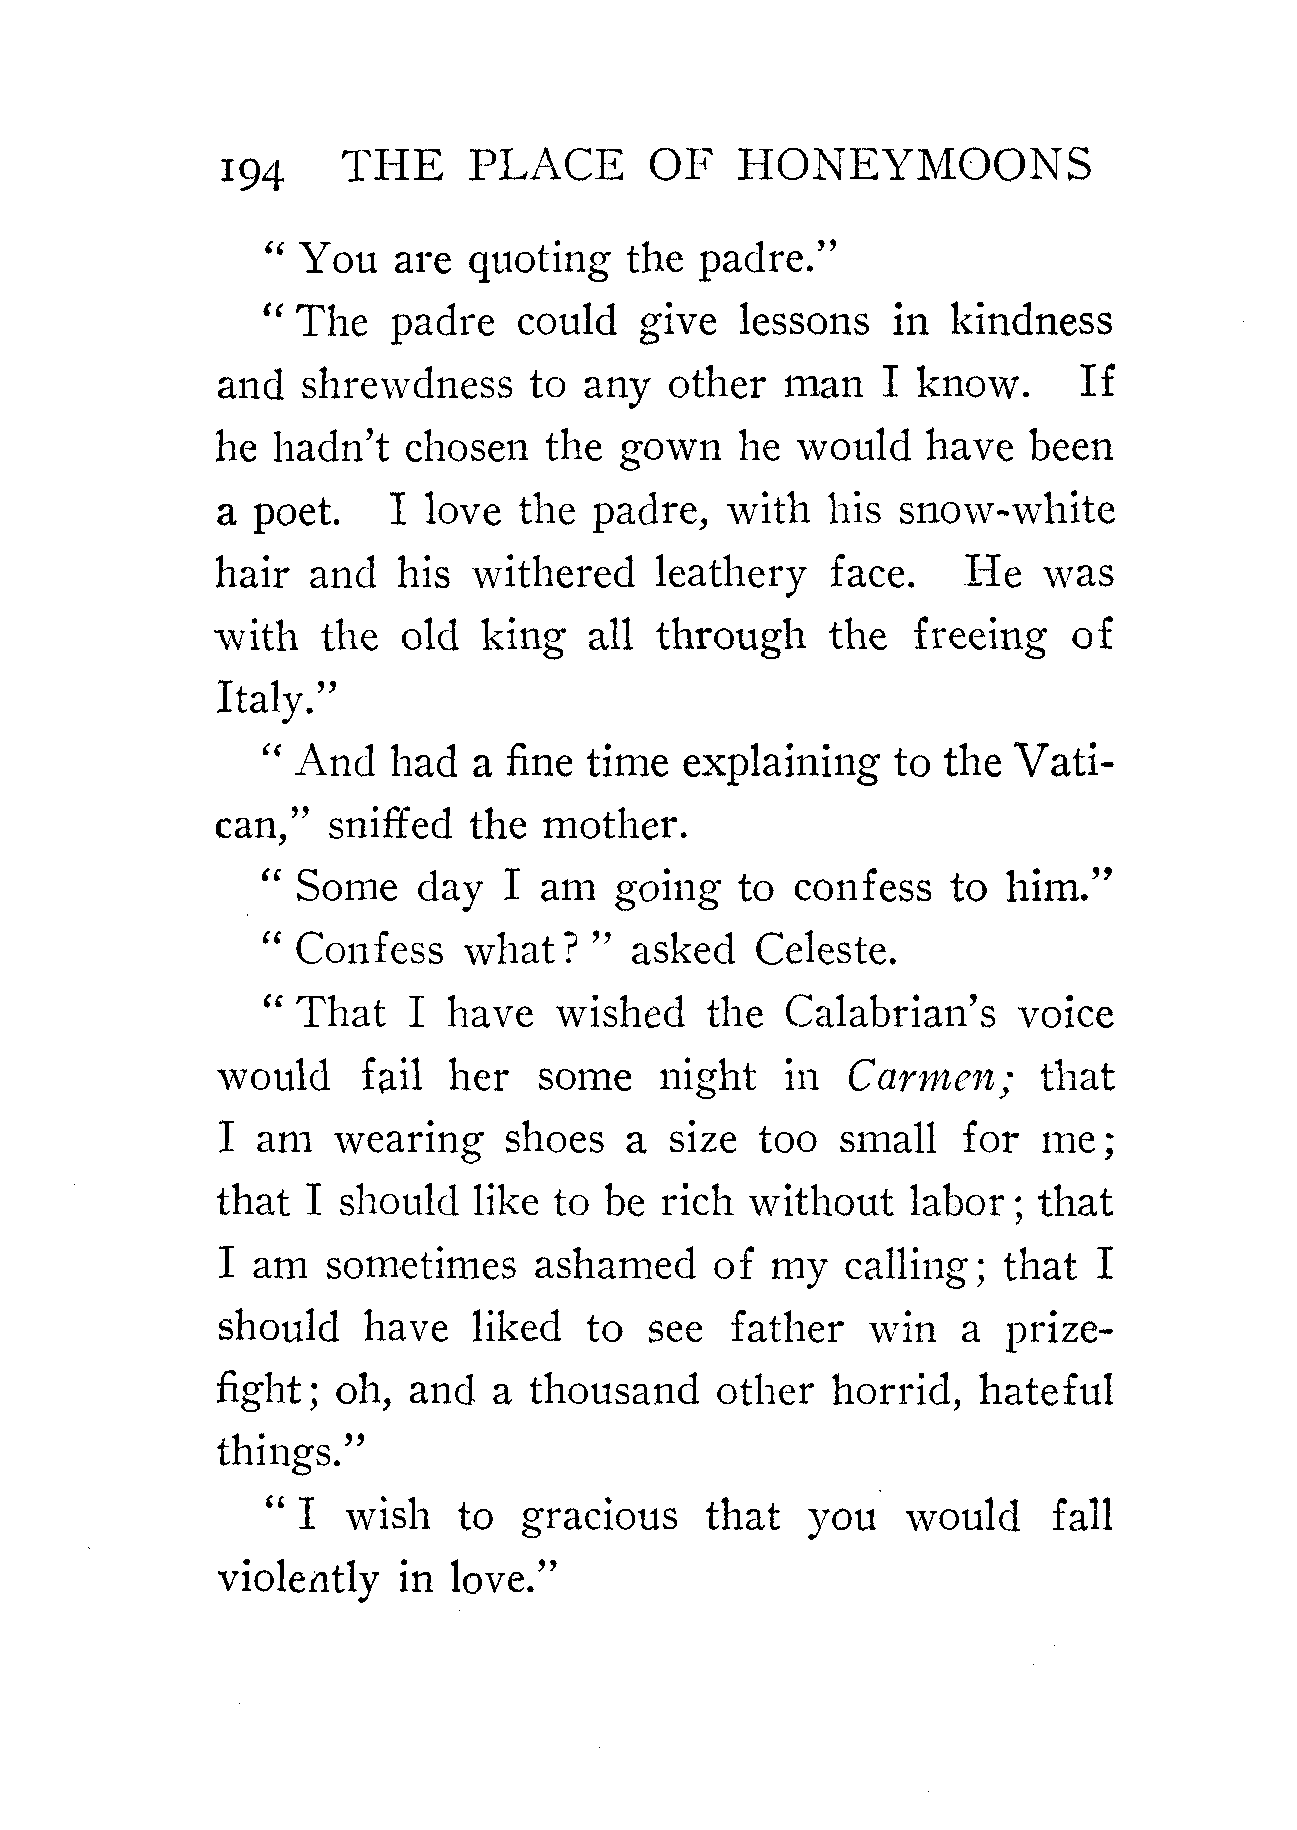 194 THE PLACE OF HONEYMOONS
“ You are quoting the padre.”
“ The padre could give lessons in kindness
and shrewdness to any other man I know. If
he hadn’t chosen the gown he would have been
a poet. I love the padre, with his snow-white
hair and his withered leathery face. He was
with the old king all through the freeing of
Italy.”
“ And had a fine time explaining to the Vati-
can,” sniffed the mother.
“ Some day I am going to confess to him.”
“ Confess what? ” asked Celeste.
“ That I have wished the Calabrian’s voice
would fail her some night in Carmen; that
I am wearing shoes a size too small for me;
that I should like to be rich without labor; that
I am sometimes ashamed of my calling; that I
should have liked to see father win a prize-
fight; oh, and a thousand other horrid, hateful
things.”
“ I wish to gracious that you would fall
violently in love.”